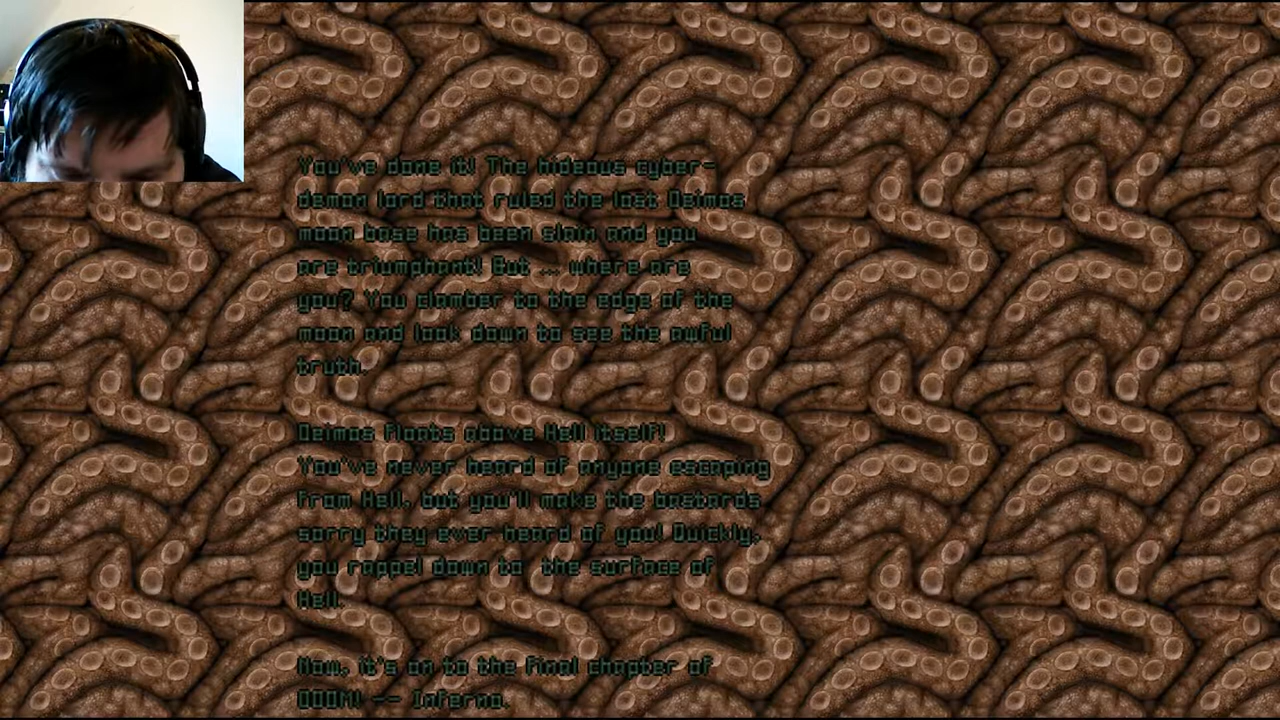 You've done it! The hideous cyber-
demon lord that ruled the lost Deimos
moon base has been slain and you
are triumphant! But ... where are
you? You clamber to the edge of the
moon and look down to see the awful
truth.
Deimos floats above Hell itself!
You've never heard of anyone escaping
from Hell, but you'll make the bastards
sorry they ever heard of you! Quickly,
you rappel down to  the surface of
Hell.
Now, it's on to the final chapter of
DOOM! -- Inferno.